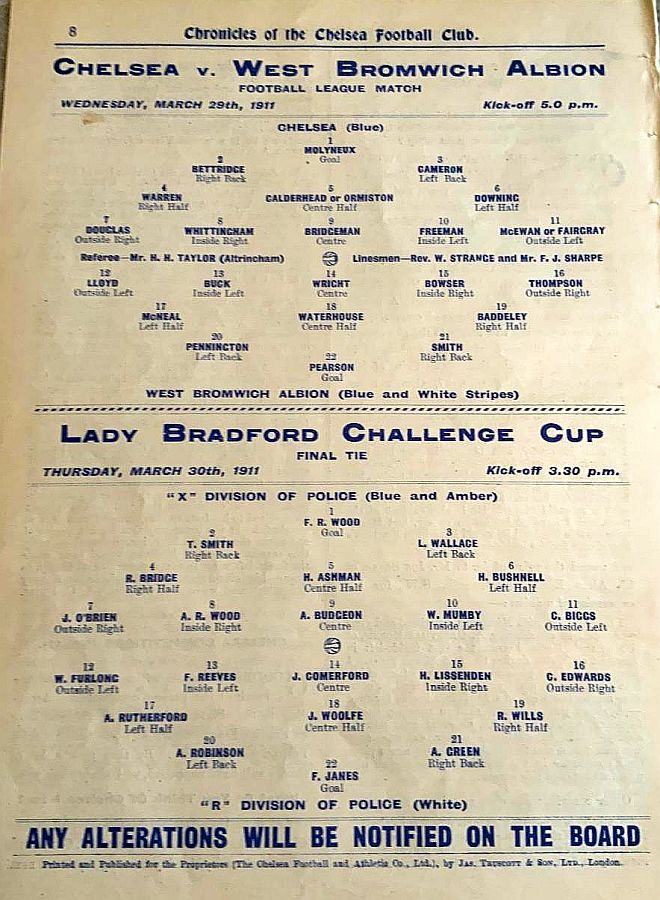 8 Chronicles of the Chelsea Football Club.
CHELSEA v. WEST BROMWICH ALBION
FOOTBALL LEAGUE MATCH
WEDNESDAY, MARCH 29th, 1911 Kick-off 5.0 p.m.
CHELSEA (Blue)
1
MOLYNEUX
Goal
2 3
BETTRIDGE CAMERON
Right Back Left Back
4 5 6
WARREN CALDERHEAD or ORMISTON DOWNING
Right Half Centre Half Left Half
7 8 9 10 11
DOUGLAS WHITTINGHAM BRIDGEMAN FREEMAN McEWAN or FAIRGRAY
Outside Right Inside Right Centre Inside Left Outside Left
Referee—Mr. H. H. TAYLOR (Altrincham) Linesmen—Rev. W. STRANGE and Mr. F. J. SHARPE
12 13 14 15 16
LLOYD BUCK WRIGHT BOWSER THOMPSON
Outside Left Inside Left Centre Inside Right Outside Right
17 18 19
McNEAL WATERHOUSE BADDELEY
Left Half Centre Half Right Half
20 21
PENNINGTON SMITH
Left Back Right Back
22
PEARSON
Goal
WEST BROMWICH ALBION (Blue and White Stripes)
LADY BRADFORD CHALLENGE CUP
FINAL TIE
THURSDAY, MARCH 30th, 1911 Kick-off 3.30 p.m.
"X" DIVISION OF POLICE (Blue and Amber)
1
F. R. WOOD
Goal
2 3
T. SMITH L. WALLACE
Right Back Left Back
4 5 6
R. BRIDGE H. ASHMAN H. BUSHNELL
Right Half Centre Half Left Half
7 8 9 10 11
J. O'BRIEN A. R. WOOD A. BUDGEON W. MUMBY C. BIGGS
Outside Right Inside Right Centre Inside Left Outside Left
12 13 14 15 16
W. FURLONG F. REEVES J. COMERFORD H. LISSENDEN C. EDWARDS
Outside Left Inside Left Centre Inside Right Outside Right
17 18 19
A. RUTHERFORD J. WOOLFE R. WILLS
Left Half Centre Half Right Half
20 21
A. ROBINSON A. GREEN
Left Back Right Back
22
F. JANES
Goal
"R" DIVISION OF POLICE (White)
ANY ALTERATIONS WILL BE NOTIFIED ON THE BOARD
Printed and Published for the Proprietors (The Chelsea Football and Athletic Co., Ltd.), by JAS. TRUSCOTT & SON, LTD., London.